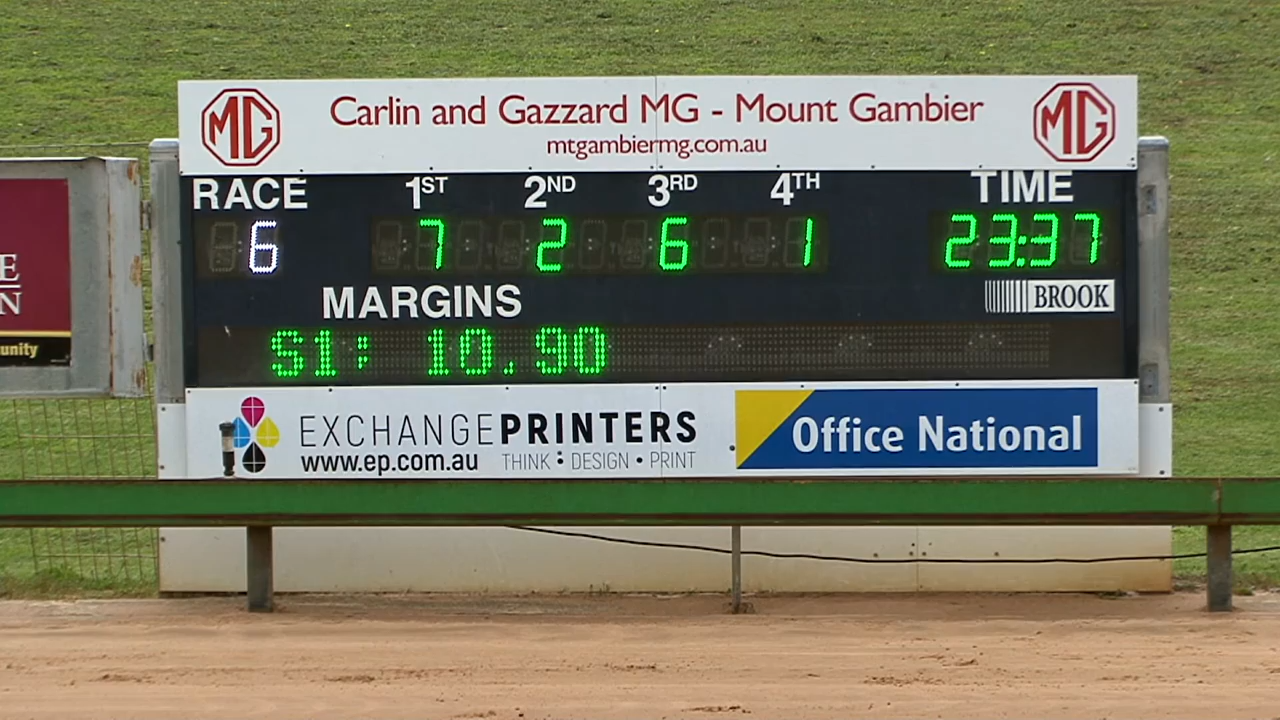 MG Carlin and Gazzard MG - Mount Gambier MG
mtgambiermg.com.au
RACE 1ST 2ND 3RD 4TH TIME
6 7 2 6 1 23:37
MARGINS BROOK
S1: 10.90
E
N
unity
EXCHANGEPRINTERS
www.ep.com.au THINK • DESIGN • PRINT
Office National